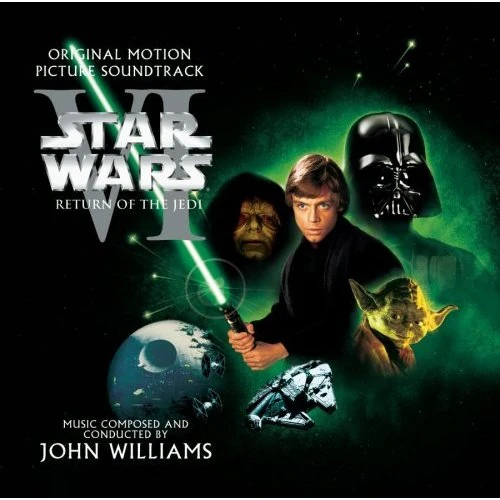 ORIGINAL MOTION
PICTURE SOUNDTRACK
VI
STAR
WARS
RETURN OF THE JEDI
MUSIC COMPOSED AND
CONDUCTED BY
JOHN WILLIAMS